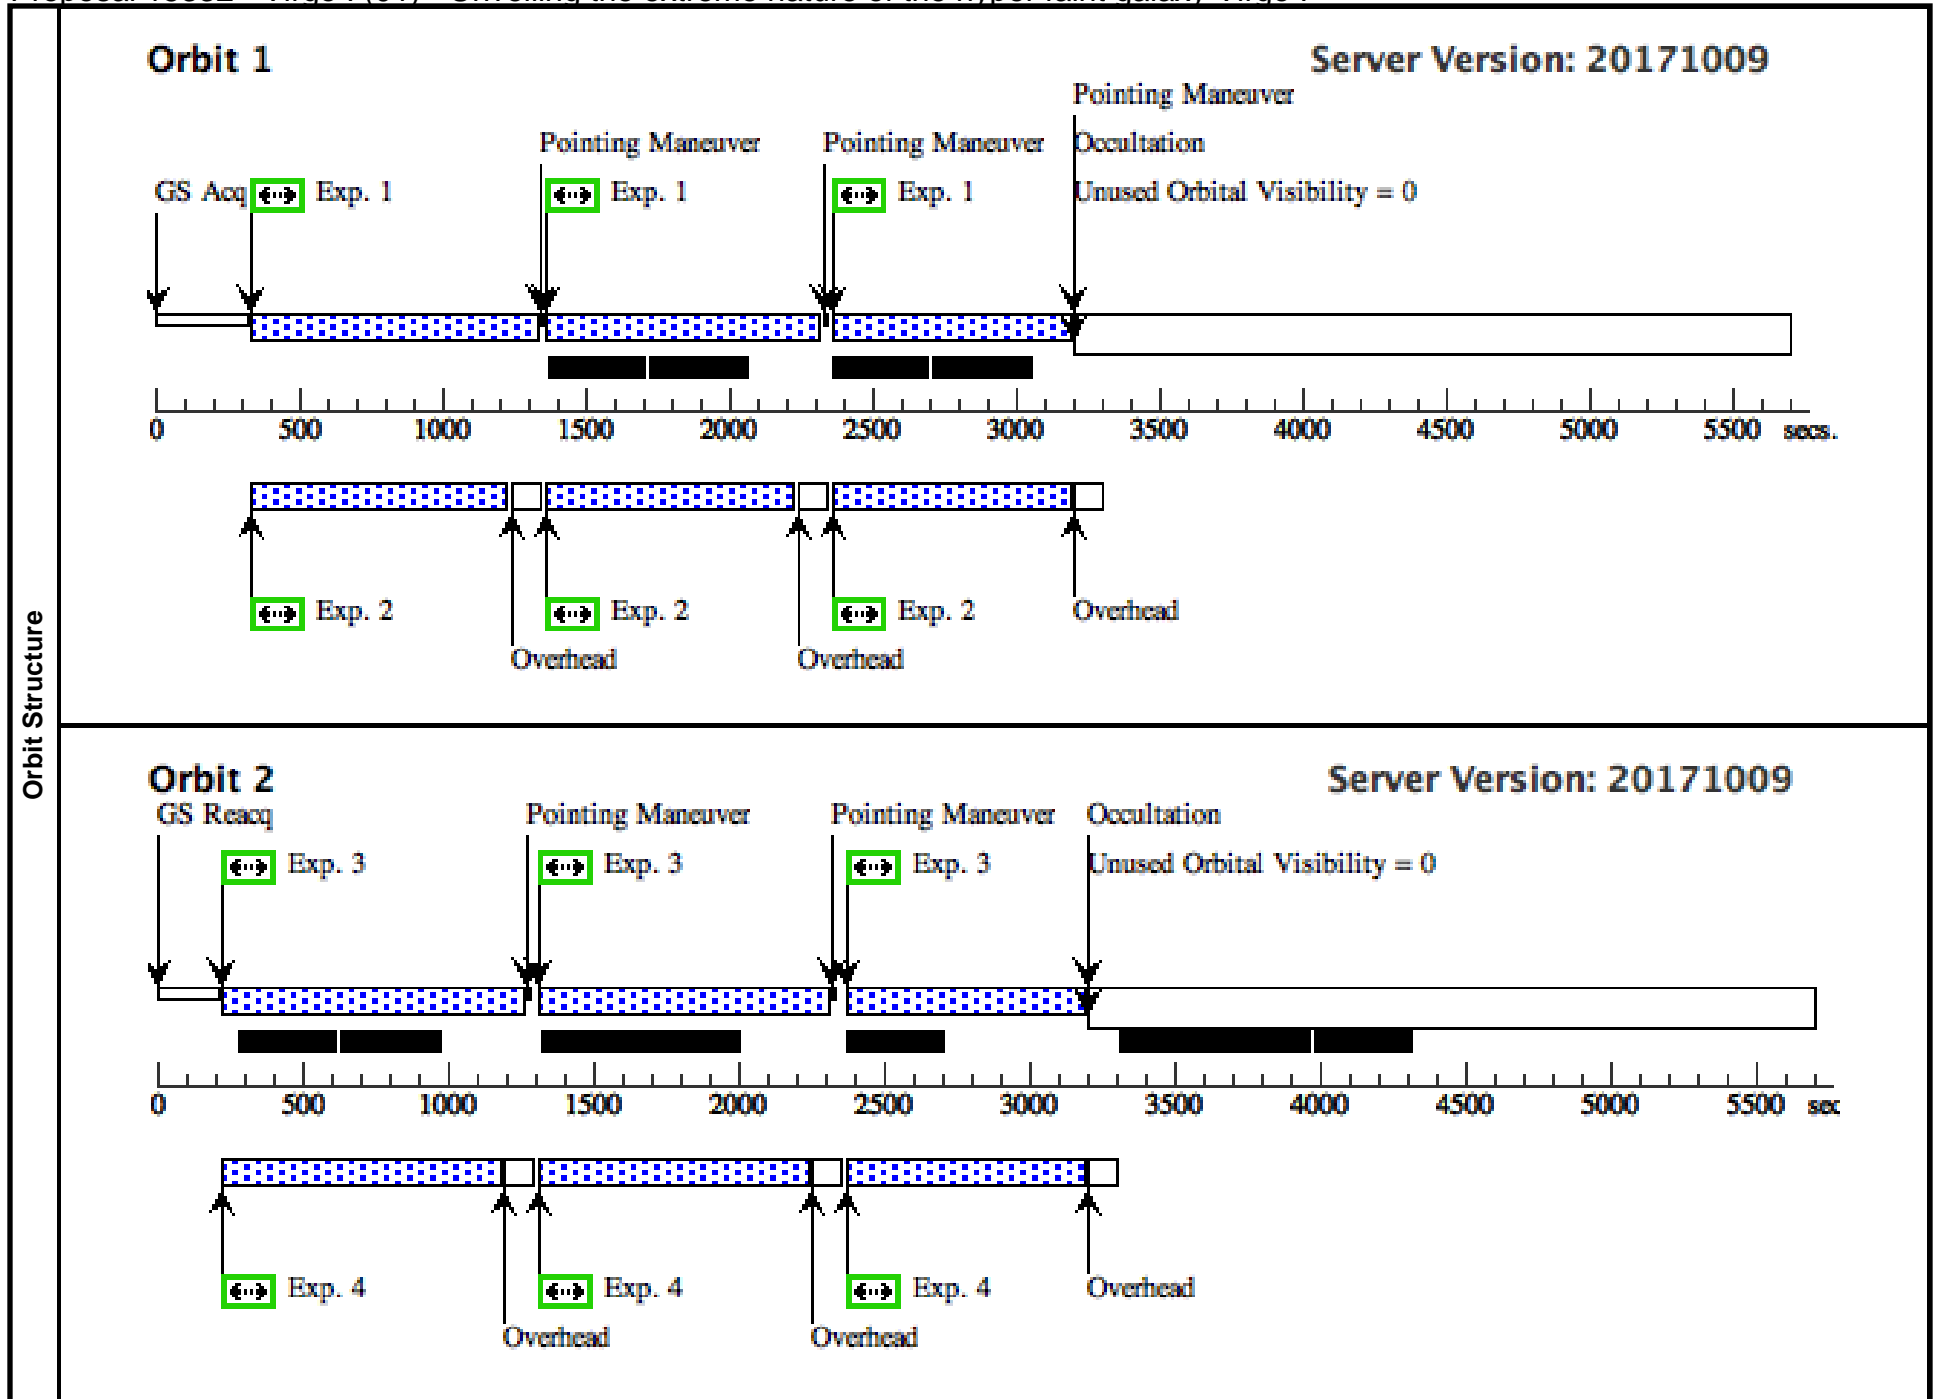 Orbit Structure
Orbit 1
Server Version: 20171009
Pointing Maneuver
Pointing Maneuver
Pointing Maneuver
Occultation
GS Acq
Exp. 1
Exp. 1
Exp. 1
Unused Orbital Visibility = 0
0 500 1000 1500 2000 2500 3000 3500 4000 4500 5000 5500 secs.
Exp. 2
Exp. 2
Exp. 2
Overhead
Overhead
Overhead
Orbit 2
Server Version: 20171009
GS Reacq
Pointing Maneuver
Pointing Maneuver
Occultation
Exp. 3
Exp. 3
Exp. 3
Unused Orbital Visibility = 0
0 500 1000 1500 2000 2500 3000 3500 4000 4500 5000 5500 sec
Exp. 4
Exp. 4
Exp. 4
Overhead
Overhead
Overhead